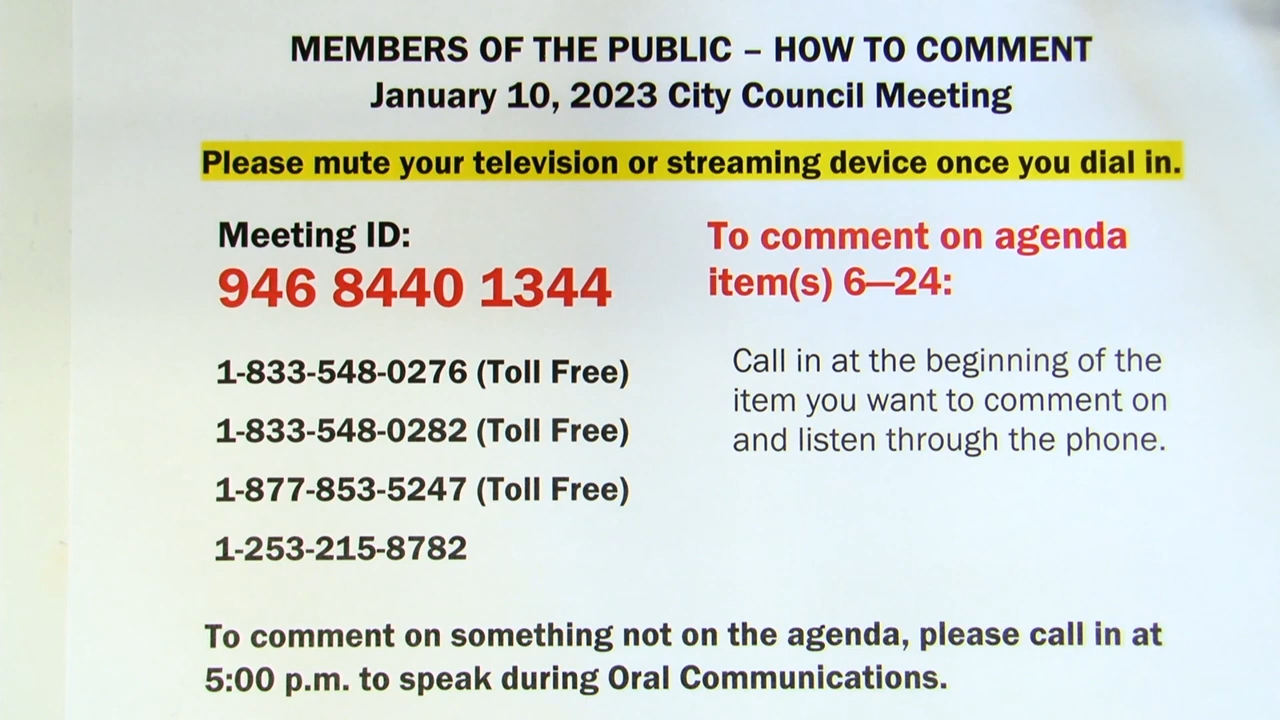 MEMBERS OF THE PUBLIC – HOW TO COMMENT
January 10, 2023 City Council Meeting
Please mute your television or streaming device once you dial in.
Meeting ID:
946 8440 1344
1-833-548-0276 (Toll Free)
1-833-548-0282 (Toll Free)
1-877-853-5247 (Toll Free)
1-253-215-8782
To comment on agenda
item(s) 6—24:
Call in at the beginning of the
item you want to comment on
and listen through the phone.
To comment on something not on the agenda, please call in at
5:00 p.m. to speak during Oral Communications.